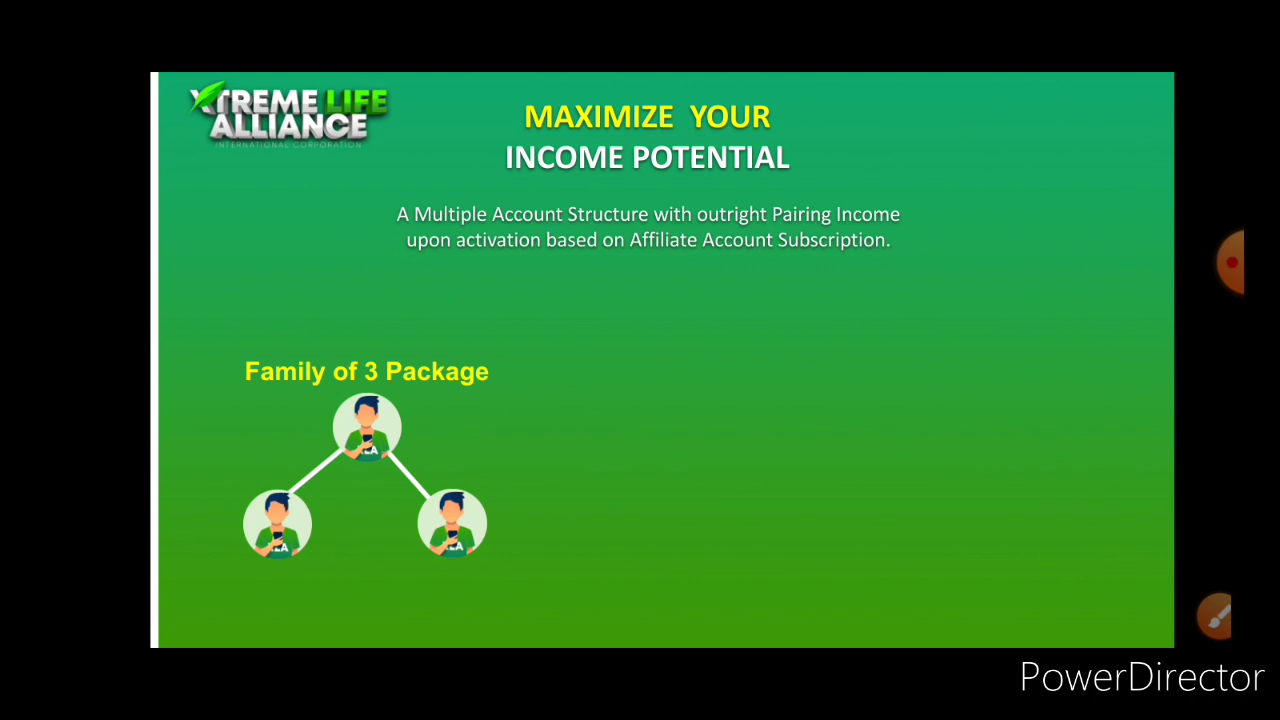 XTREME LIFE
ALLIANCE
INTERNATIONAL CORPORATION
MAXIMIZE YOUR
INCOME POTENTIAL
A Multiple Account Structure with outright Pairing Income
upon activation based on Affiliate Account Subscription.
Family of 3 Package
PowerDirector